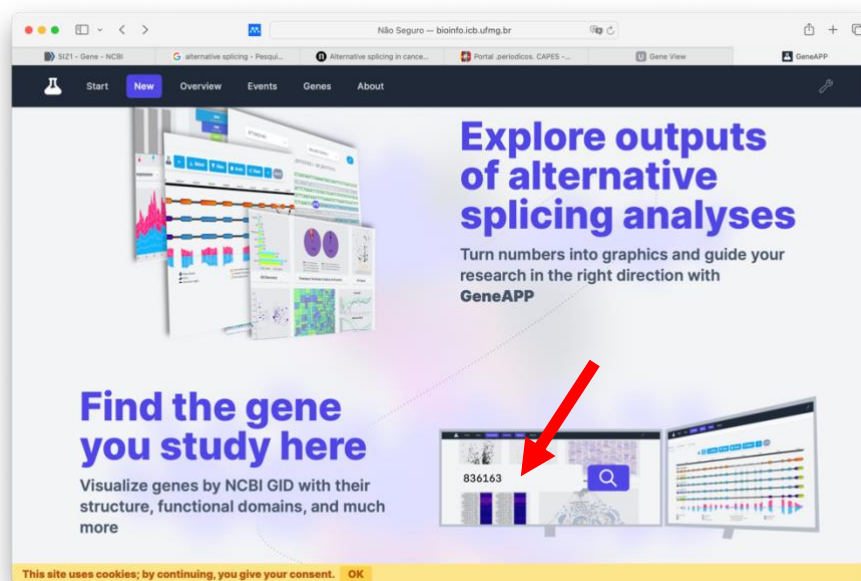 Não Seguro — bioinfo.icb.ufmg.br
SIZ1 - Gene - NCBI
alternative splicing - Pesqui...
Alternative splicing in cance...
Portal .periodicos. CAPES -...
Gene View
GeneAPP
Start New Overview Events Genes About
Explore outputs
of alternative
splicing analyses
Turn numbers into graphics and guide your
research in the right direction with
GeneAPP
Find the gene
you study here
Visualize genes by NCBI GID with their
structure, functional domains, and much
more
836163
This site uses cookies; by continuing, you give your consent. OK